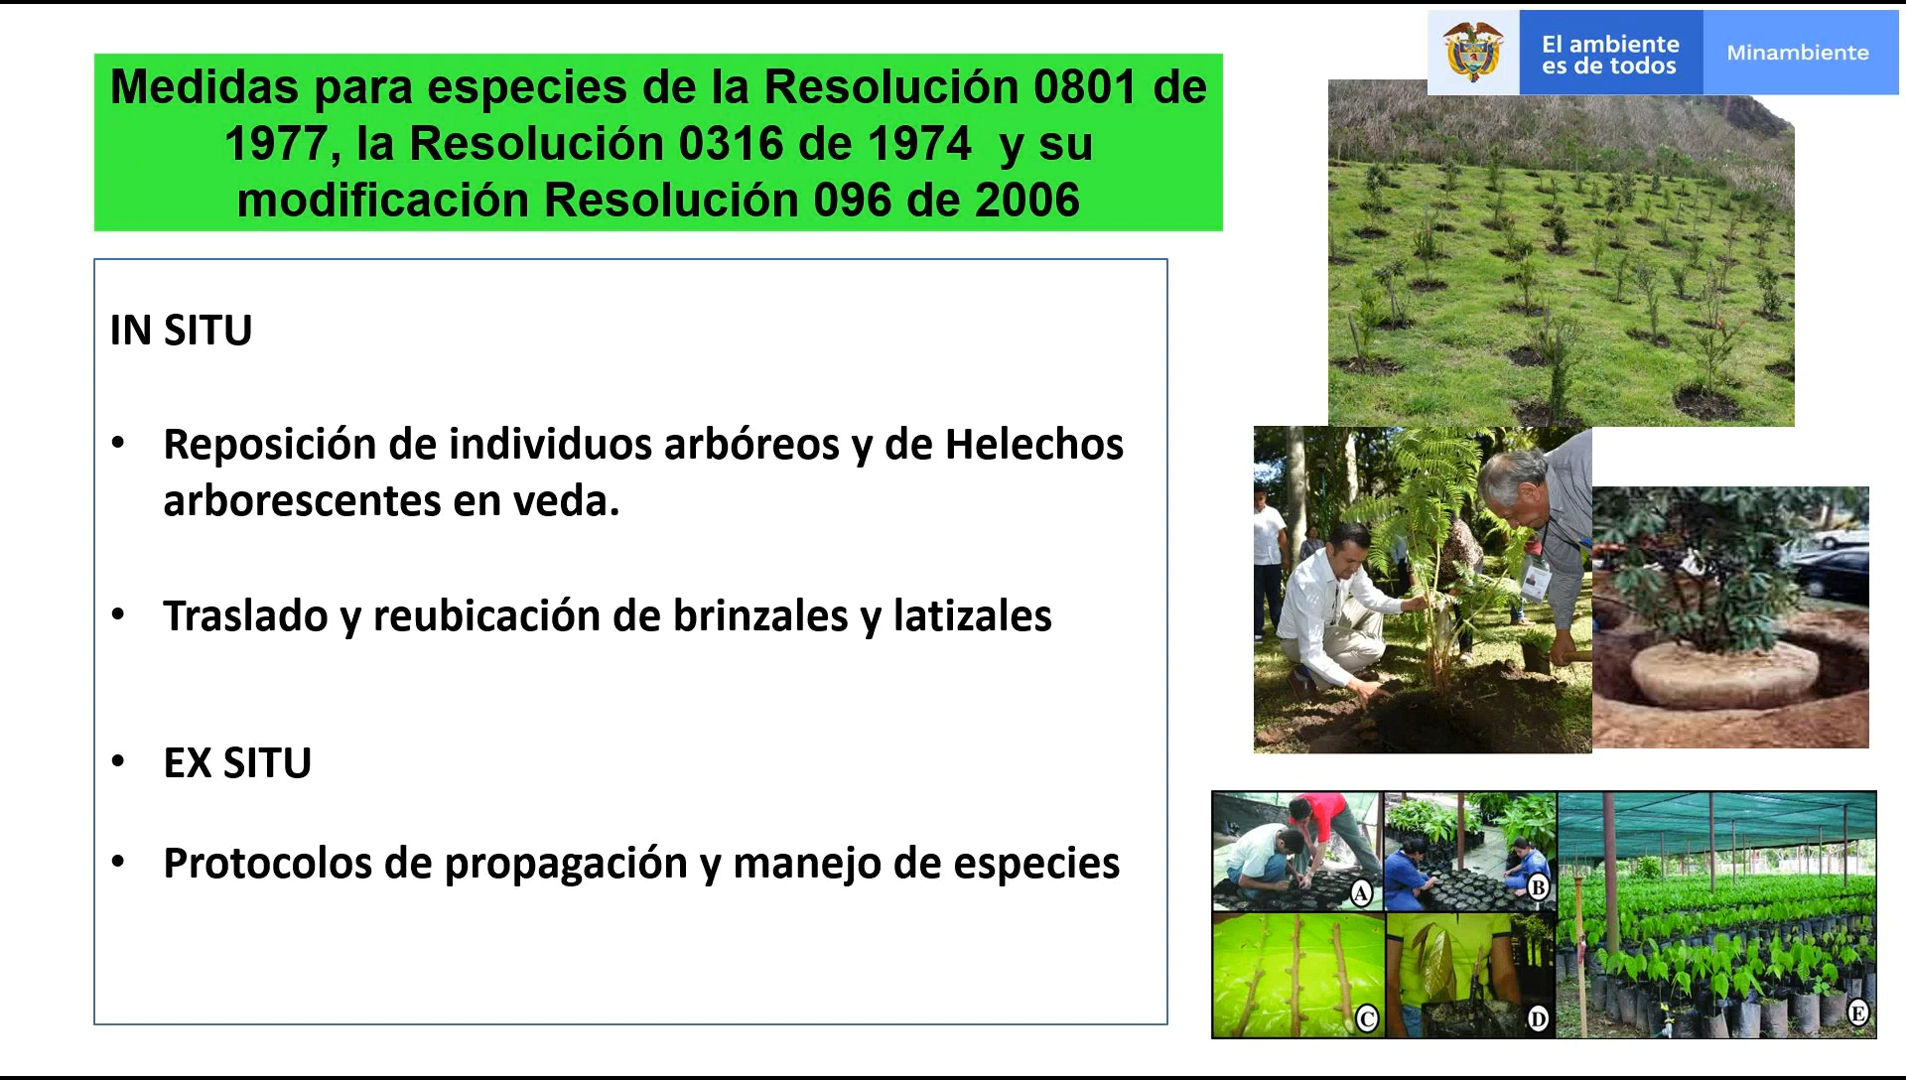 El ambiente
es de todos
Minambiente
Medidas para especies de la Resolución 0801 de
1977, la Resolución 0316 de 1974  y su
modificación Resolución 096 de 2006
IN SITU
• Reposición de individuos arbóreos y de Helechos
arborescentes en veda.
• Traslado y reubicación de brinzales y latizales
• EX SITU
• Protocolos de propagación y manejo de especies
A
B
C
D
E